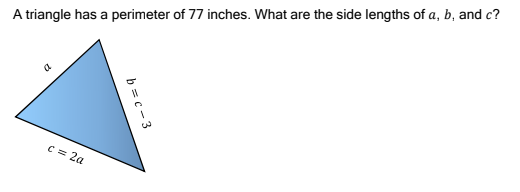 A triangle has a perimeter of 77 inches. What are the side lengths of a, b, and c?
a
b = c − 3
c = 2a